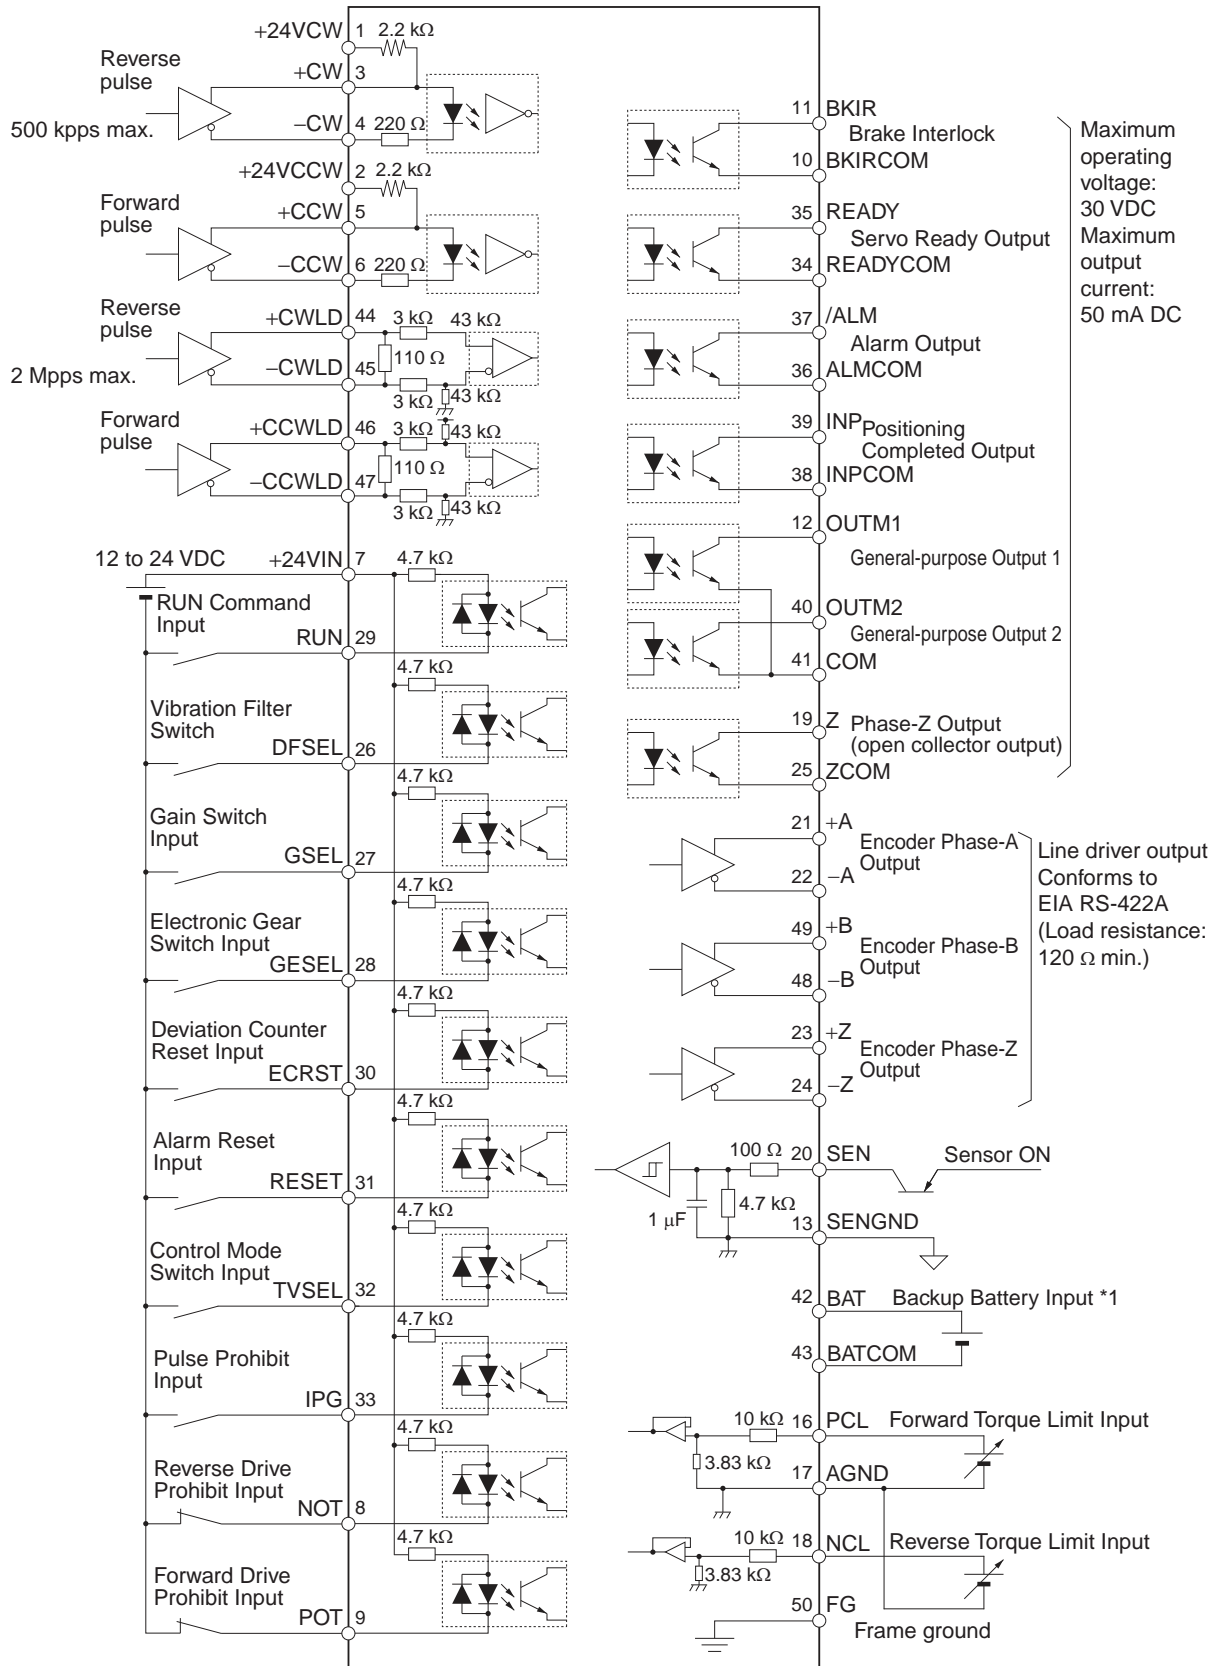 +24VCW 1 2.2 kΩ
Reverse
pulse
+CW 3
500 kpps max.
−CW 4 220 Ω
+24VCCW 2 2.2 kΩ
Forward
pulse
+CCW 5
−CCW 6 220 Ω
Reverse
pulse
+CWLD 44 3 kΩ 43 kΩ
110 Ω
2 Mpps max.
−CWLD 45
3 kΩ 43 kΩ
Forward
pulse
+CCWLD 46 3 kΩ 43 kΩ
110 Ω
−CCWLD 47
3 kΩ 43 kΩ
12 to 24 VDC +24VIN 7 4.7 kΩ
RUN Command
Input
RUN 29
4.7 kΩ
Vibration Filter
Switch
DFSEL 26
4.7 kΩ
Gain Switch
Input
GSEL 27
4.7 kΩ
Electronic Gear
Switch Input
GESEL 28
4.7 kΩ
Deviation Counter
Reset Input
ECRST 30
4.7 kΩ
Alarm Reset
Input
RESET 31
4.7 kΩ
Control Mode
Switch Input
TVSEL 32
4.7 kΩ
Pulse Prohibit
Input
IPG 33
4.7 kΩ
Reverse Drive
Prohibit Input
NOT 8
4.7 kΩ
Forward Drive
Prohibit Input
POT 9
11 BKIR
Brake Interlock
10 BKIRCOM
35 READY
Servo Ready Output
34 READYCOM
37 /ALM
Alarm Output
36 ALMCOM
39 INP Positioning
Completed Output
38 INPCOM
12 OUTM1
General-purpose Output 1
40 OUTM2
General-purpose Output 2
41 COM
19 Z Phase-Z Output
(open collector output)
25 ZCOM
Maximum
operating
voltage:
30 VDC
Maximum
output
current:
50 mA DC
21 +A
Encoder Phase-A
Output
22 −A
49 +B
Encoder Phase-B
Output
48 −B
23 +Z
Encoder Phase-Z
Output
24 −Z
Line driver output
Conforms to
EIA RS-422A
(Load resistance:
120 Ω min.)
100 Ω 20 SEN Sensor ON
1 μF 4.7 kΩ
13 SENGND
42 BAT Backup Battery Input *1
43 BATCOM
10 kΩ 16 PCL Forward Torque Limit Input
3.83 kΩ
17 AGND
10 kΩ 18 NCL Reverse Torque Limit Input
3.83 kΩ
50 FG
Frame ground